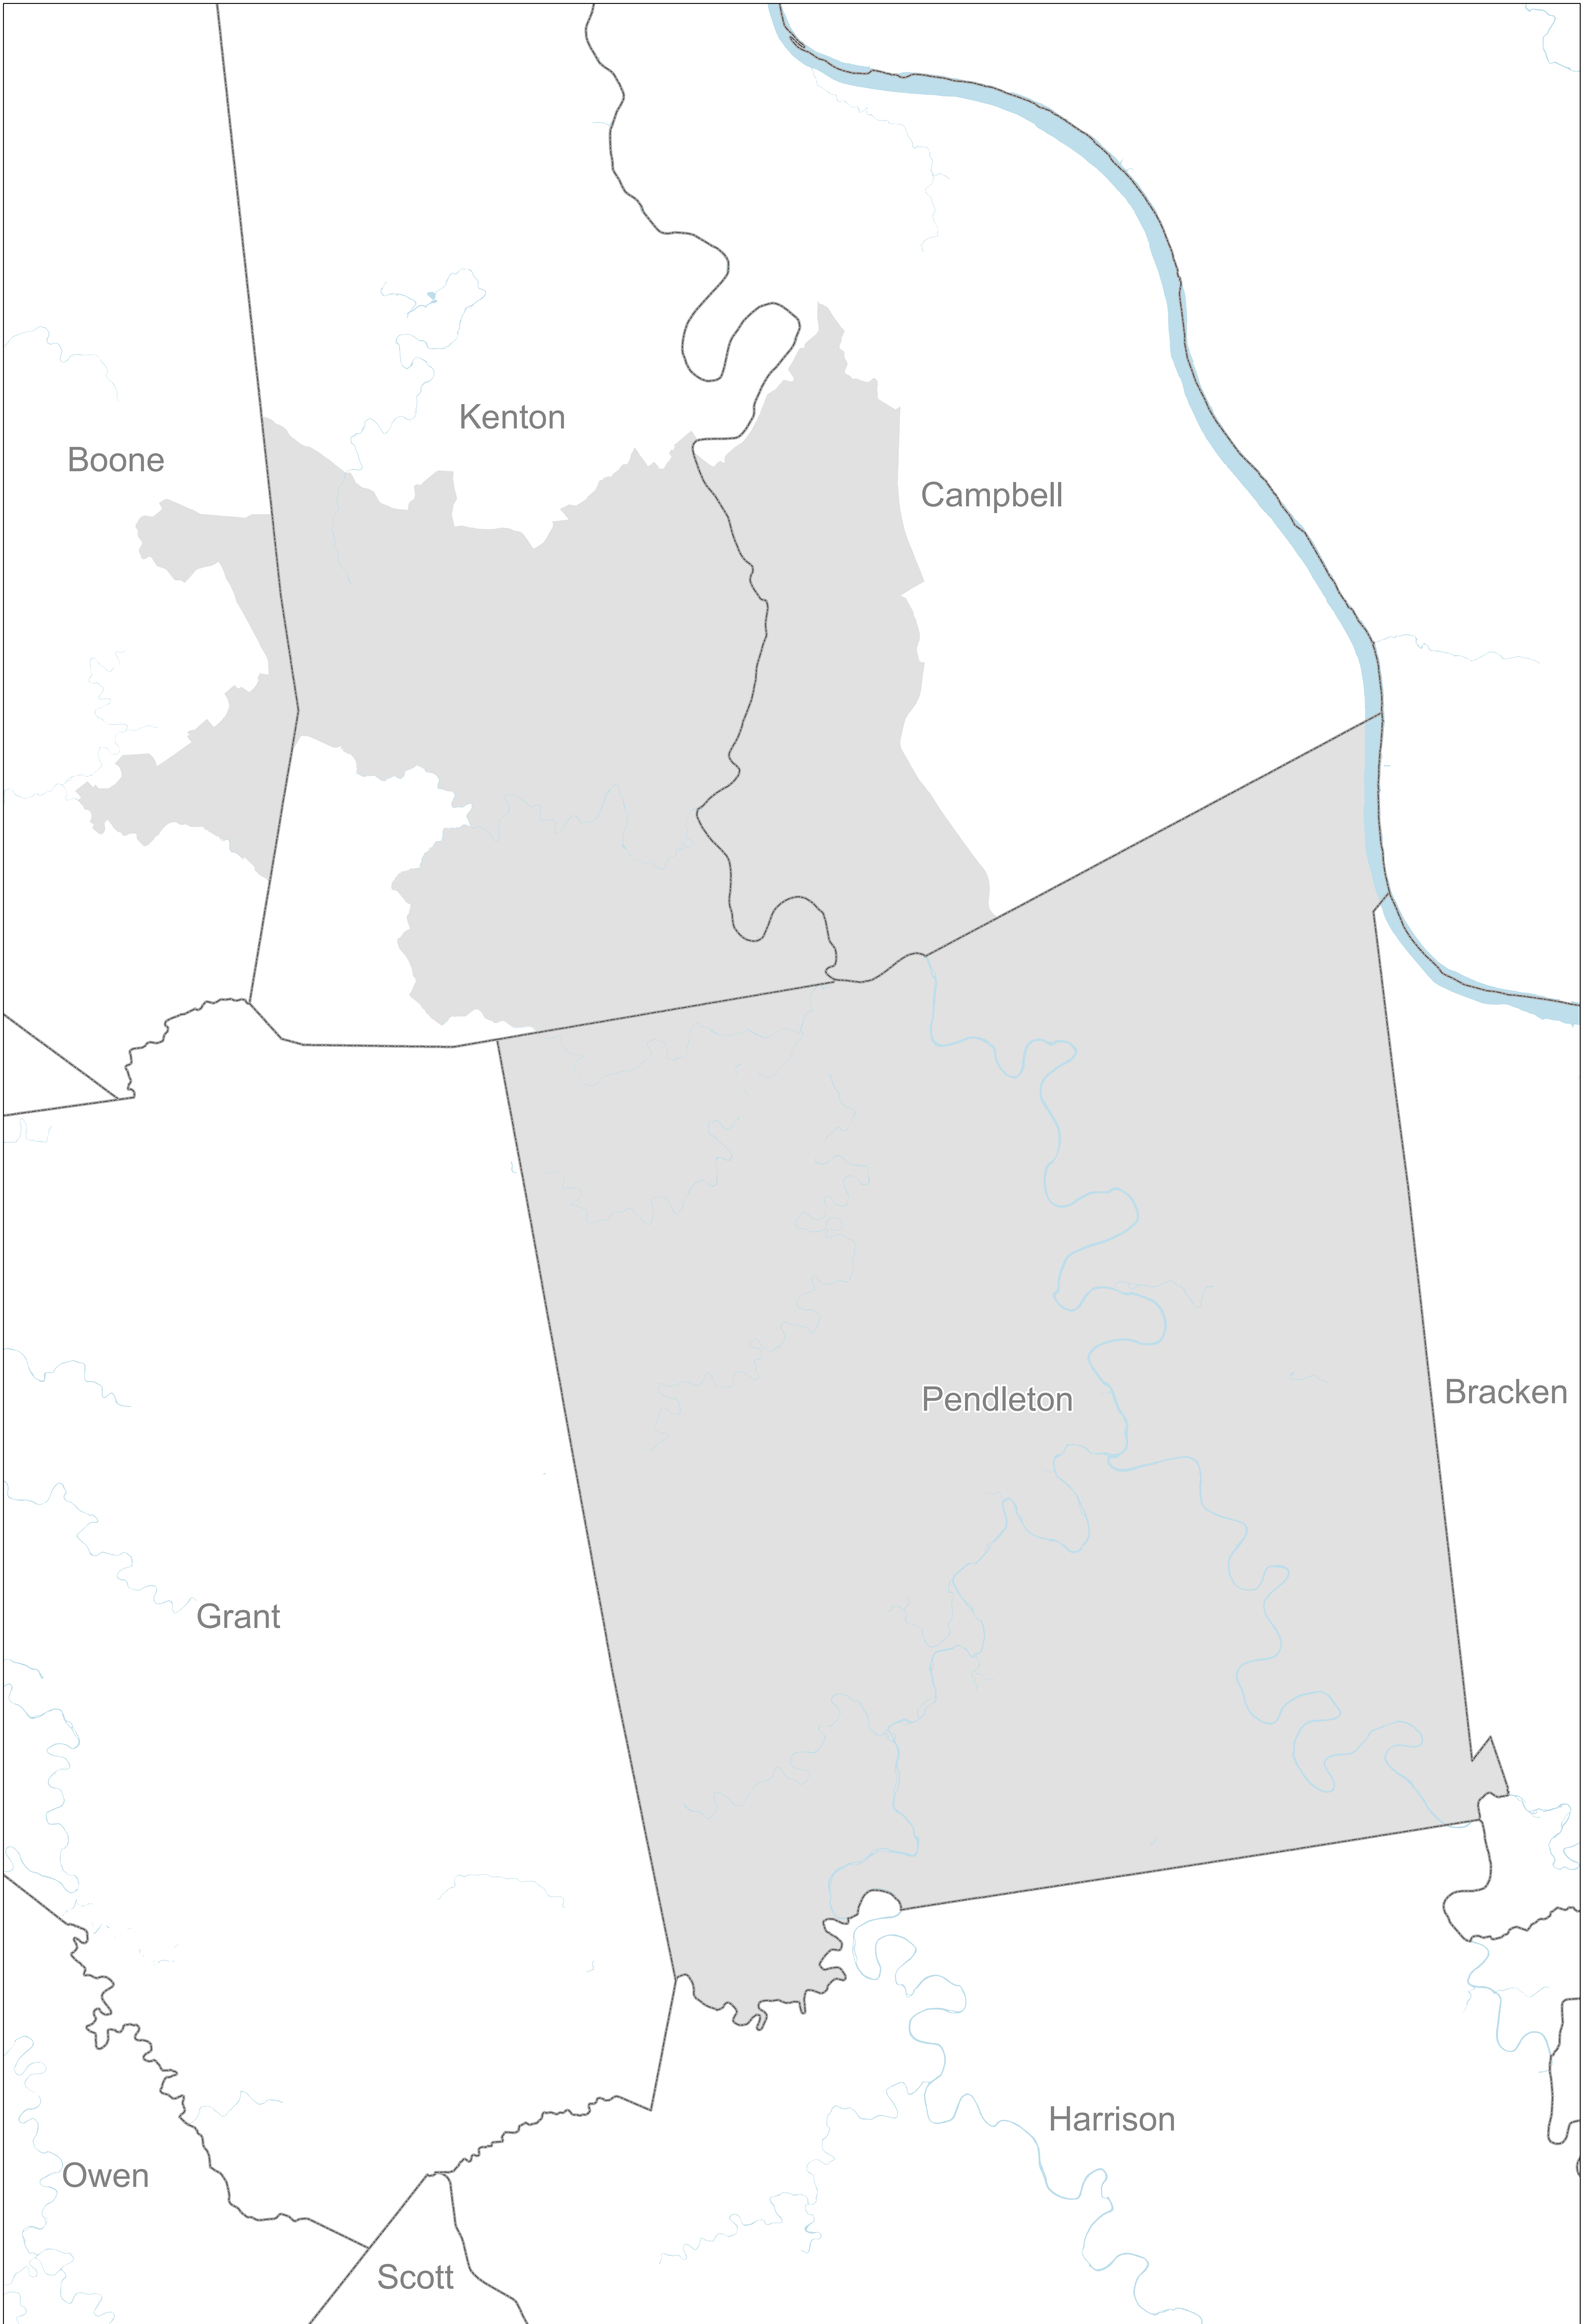 Kenton
Boone
Campbell
Pendleton
Bracken
Grant
Harrison
Owen
Scott